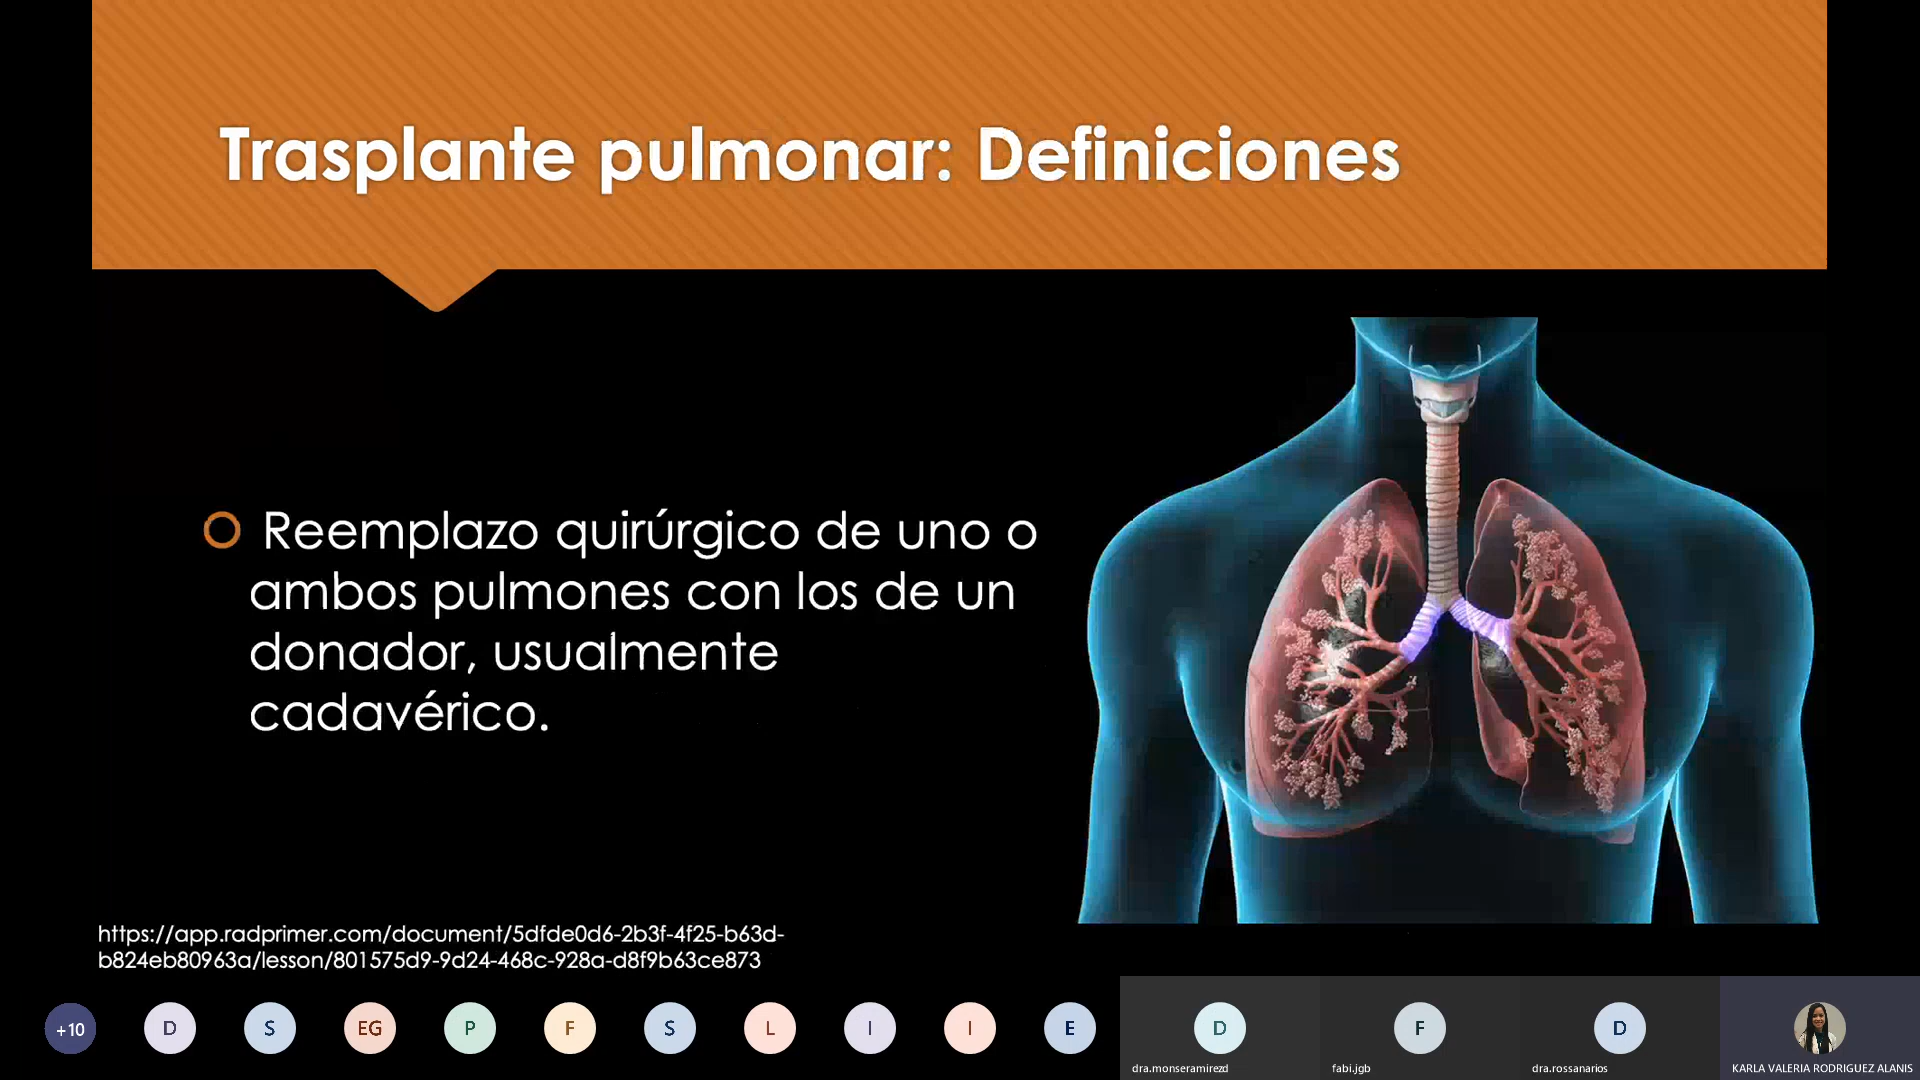 Trasplante pulmonar: Definiciones
Reemplazo quirúrgico de uno o
ambos pulmones con los de un
donador, usualmente
cadavérico.
https://app.radprimer.com/document/5dfde0d6-2b3f-4f25-b63d-
b824eb80963a/lesson/801575d9-9d24-468c-928a-d8f9b63ce873
+10
D
S
EG
P
F
S
L
I
I
E
D
F
D
dra.monseramirezd
fabi.jgb
dra.rossanarios
KARLA VALERIA RODRIGUEZ ALANIS